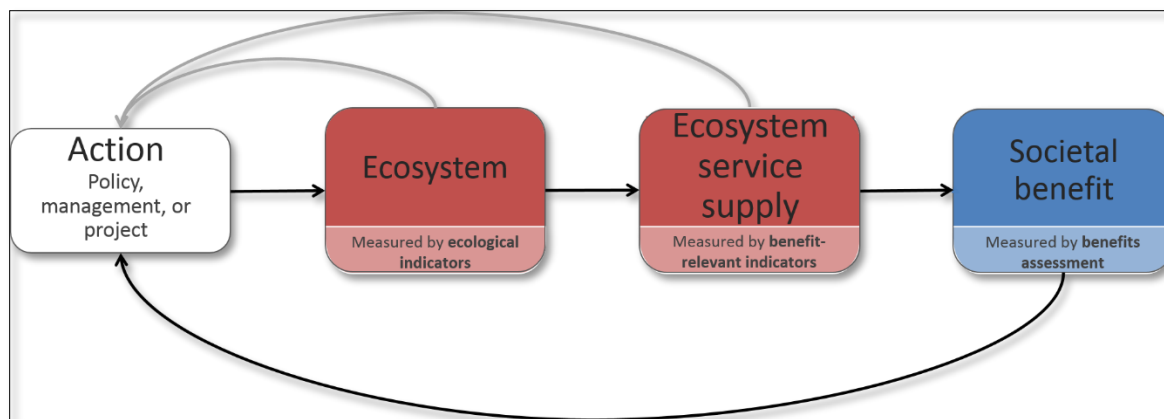 Action
Policy,
management, or
project
Ecosystem
Measured by ecological
indicators
Ecosystem
service
supply
Measured by benefit-
relevant indicators
Societal
benefit
Measured by benefits
assessment